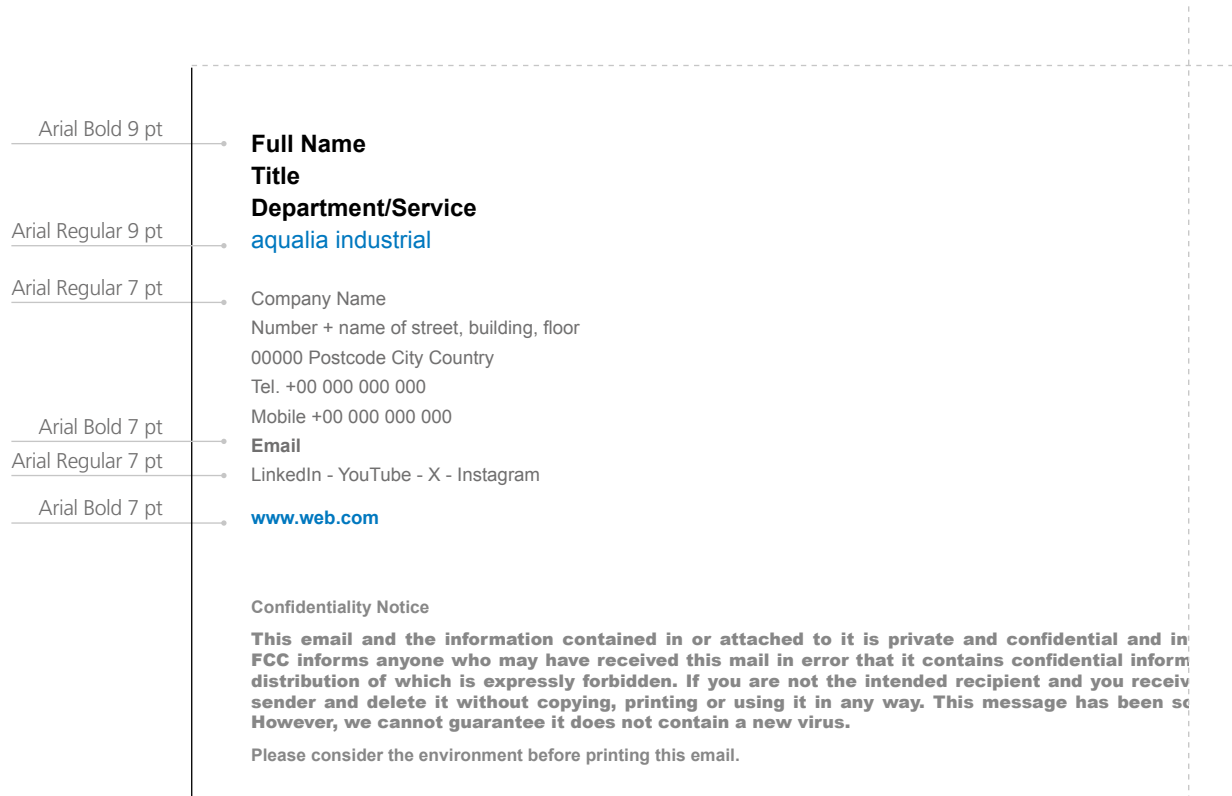 Arial Bold 9 pt
Full Name
Title
Department/Service
Arial Regular 9 pt
aqualia industrial
Arial Regular 7 pt
Company Name
Number + name of street, building, floor
00000 Postcode City Country
Tel. +00 000 000 000
Mobile +00 000 000 000
Arial Bold 7 pt
Email
Arial Regular 7 pt
LinkedIn - YouTube - X - Instagram
Arial Bold 7 pt
www.web.com
Confidentiality Notice
This email and the information contained in or attached to it is private and confidential and in
FCC informs anyone who may have received this mail in error that it contains confidential inform
distribution of which is expressly forbidden. If you are not the intended recipient and you receiv
sender and delete it without copying, printing or using it in any way. This message has been
However, we cannot guarantee it does not contain a new virus.
Please consider the environment before printing this email.